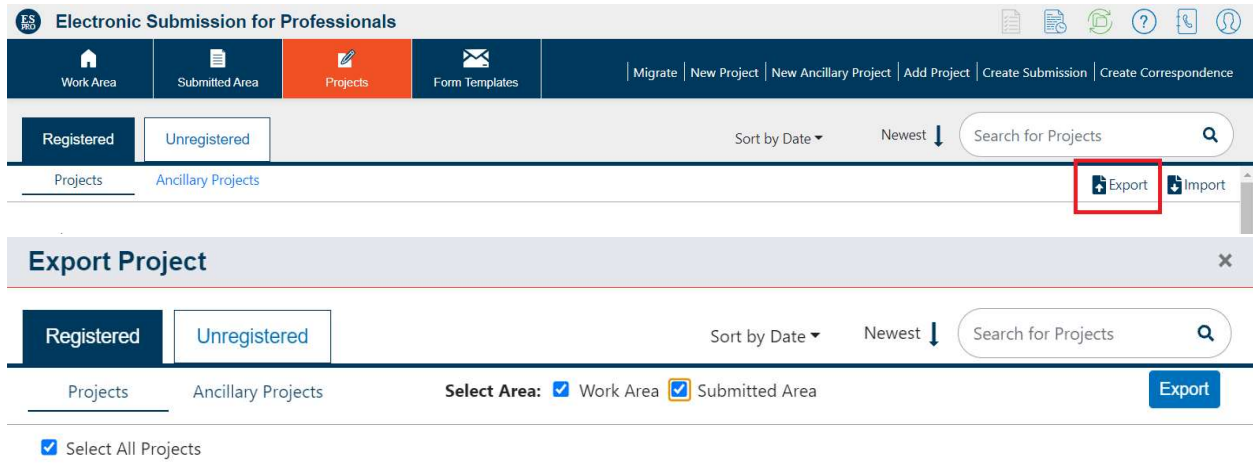 ES PRO Electronic Submission for Professionals
Work Area Submitted Area Projects Form Templates | Migrate | New Project | New Ancillary Project | Add Project | Create Submission | Create Correspondence
Registered Unregistered Sort by Date Newest Search for Projects
Projects Ancillary Projects Export Import
Export Project
Registered Unregistered Sort by Date Newest Search for Projects
Projects Ancillary Projects Select Area: Work Area Submitted Area Export
Select All Projects